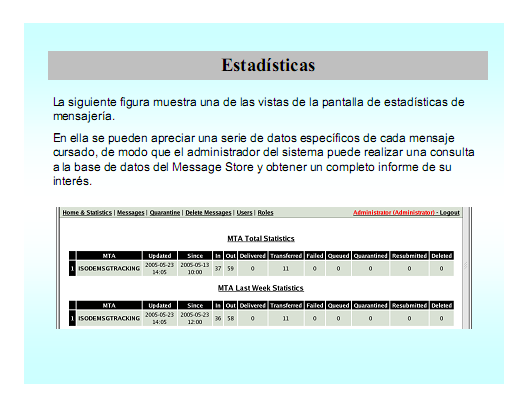 Estadísticas
La siguiente figura muestra una de las vistas de la pantalla de estadísticas de
mensajería.
En ella se pueden apreciar una serie de datos específicos de cada mensaje
cursado, de modo que el administrador del sistema puede realizar una consulta
a la base de datos del Message Store y obtener un completo informe de su
interés.
Home & Statistics | Messages | Quarantine | Delete Messages | Users | Roles Administrator (Administrator) - Logout
MTA Total Statistics
MTA Updated Since In Out Delivered Transferred Failed Queued Quarantined Resubmitted Deleted
1 ISODEMSGTRACKING 2005-05-23 14:05 2005-05-13 10:00 37 59 0 11 0 0 0 0 0
MTA Last Week Statistics
MTA Updated Since In Out Delivered Transferred Failed Queued Quarantined Resubmitted Deleted
1 ISODEMSGTRACKING 2005-05-23 14:05 2005-05-23 12:00 36 58 0 11 0 0 0 0 0